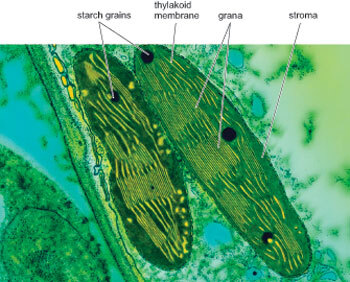 starch grains
thylakoid
membrane
grana
stroma